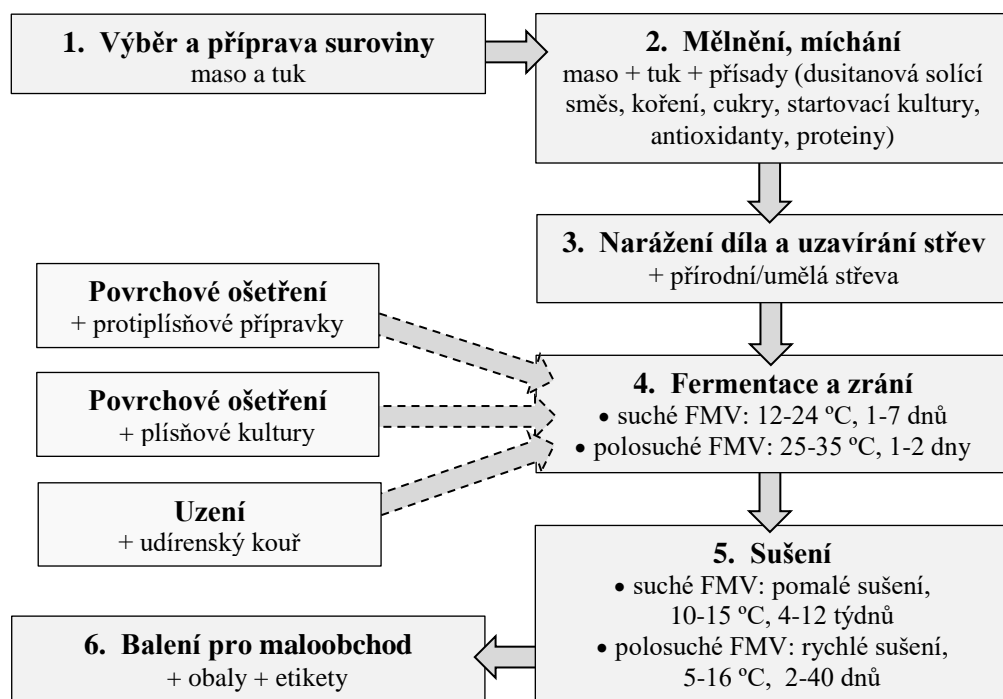 1. Výběr a příprava suroviny
maso a tuk
2. Mělnění, míchání
maso + tuk + přísady (dusitanová solící
směs, koření, cukry, startovací kultury,
antioxidanty, proteiny)
3. Narážení díla a uzavírání střev
+ přírodní/umělá střeva
Povrchové ošetření
+ protiplísňové přípravky
Povrchové ošetření
+ plísňové kultury
Uzení
+ udírenský kouř
4. Fermentace a zrání
• suché FMV: 12-24 ºC, 1-7 dnů
• polosuché FMV: 25-35 ºC, 1-2 dny
5. Sušení
• suché FMV: pomalé sušení,
10-15 ºC, 4-12 týdnů
• polosuché FMV: rychlé sušení,
5-16 ºC, 2-40 dnů
6. Balení pro maloobchod
+ obaly + etikety